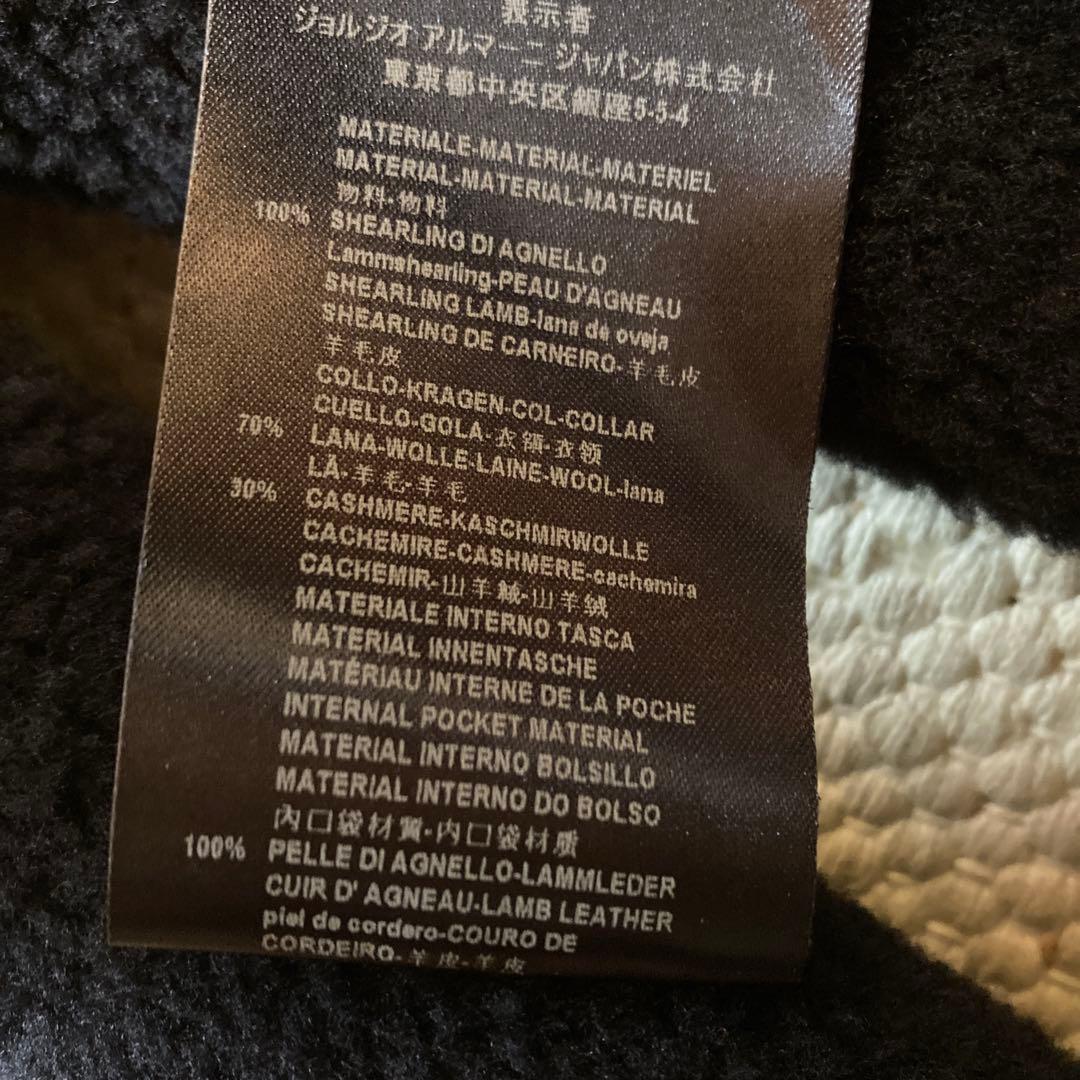 表示者
ジョルジオ アルマーニ ジャパン株式会社
東京都中央区銀座5-5-4
MATERIALE-MATERIAL-MATERIEL
MATERIAL-MATERIAL-MATERIAL
物料-物料
100% SHEARLING DI AGNELLO
Lammshearling-PEAU D'AGNEAU
SHEARLING LAMB-lana de oveja
SHEARLING DE CARNEIRO-羊毛皮
羊毛皮
COLLO-KRAGEN-COL-COLLAR
CUELLO-GOLA-衣領-衣领
70% LANA-WOLLE-LAINE-WOOL-lana
LÃ-羊毛-羊毛
30% CASHMERE-KASCHMIRWOLLE
CACHEMIRE-CASHMERE-cachemira
CACHEMIR-山羊絨-山羊绒
MATERIALE INTERNO TASCA
MATERIAL INNENTASCHE
MATÉRIAU INTERNE DE LA POCHE
INTERNAL POCKET MATERIAL
MATERIAL INTERNO BOLSILLO
MATERIAL INTERNO DO BOLSO
內口袋材質-内口袋材质
100% PELLE DI AGNELLO-LAMMLEDER
CUIR D' AGNEAU-LAMB LEATHER
piel de cordero-COURO DE
CORDEIRO-羊皮-羊皮